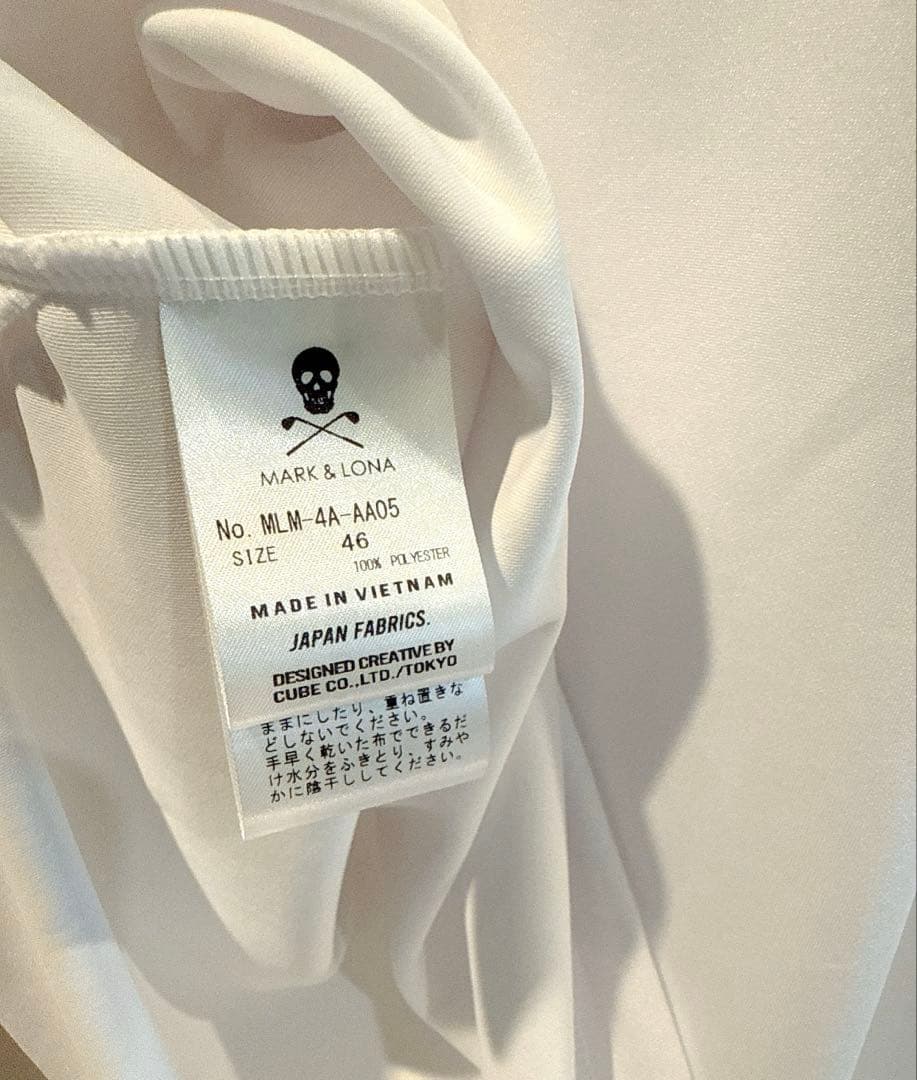 MARK & LONA
No. MLM-4A-AA05
SIZE 46
100% POLYESTER
MADE IN VIETNAM
JAPAN FABRICS.
DESIGNED CREATIVE BY
CUBE CO.,LTD./TOKYO
ままにしたり、重ね置きな
どしないでください。
手早く乾いた布でできるだ
け水分をふきとり、すみや
かに陰干ししてください。